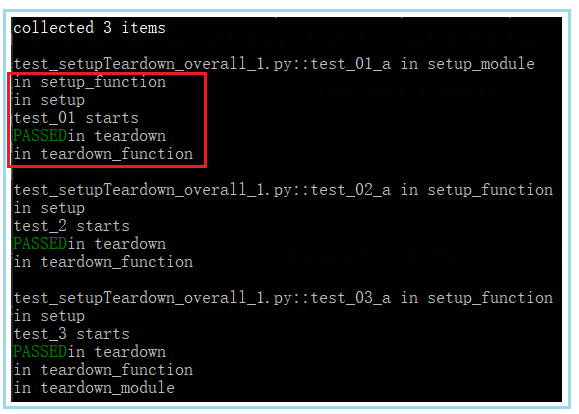 collected 3 items
test_setupTeardown_overall_1.py::test_01_a in setup_module
in setup_function
in setup
test_01 starts
PASSEDin teardown
in teardown_function
test_setupTeardown_overall_1.py::test_02_a in setup_function
in setup
test_2 starts
PASSEDin teardown
in teardown_function
test_setupTeardown_overall_1.py::test_03_a in setup_function
in setup
test_3 starts
PASSEDin teardown
in teardown_function
in teardown_module